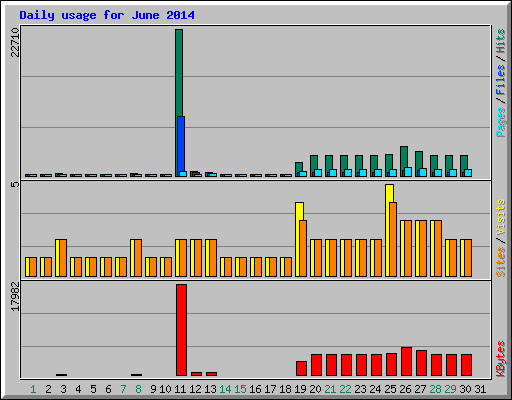 Daily usage for June 2014
22710
Pages / Files / Hits
5
Sites / Visits
17982
KBytes
1 2 3 4 5 6 7 8 9 10 11 12 13 14 15 16 17 18 19 20 21 22 23 24 25 26 27 28 29 30 31